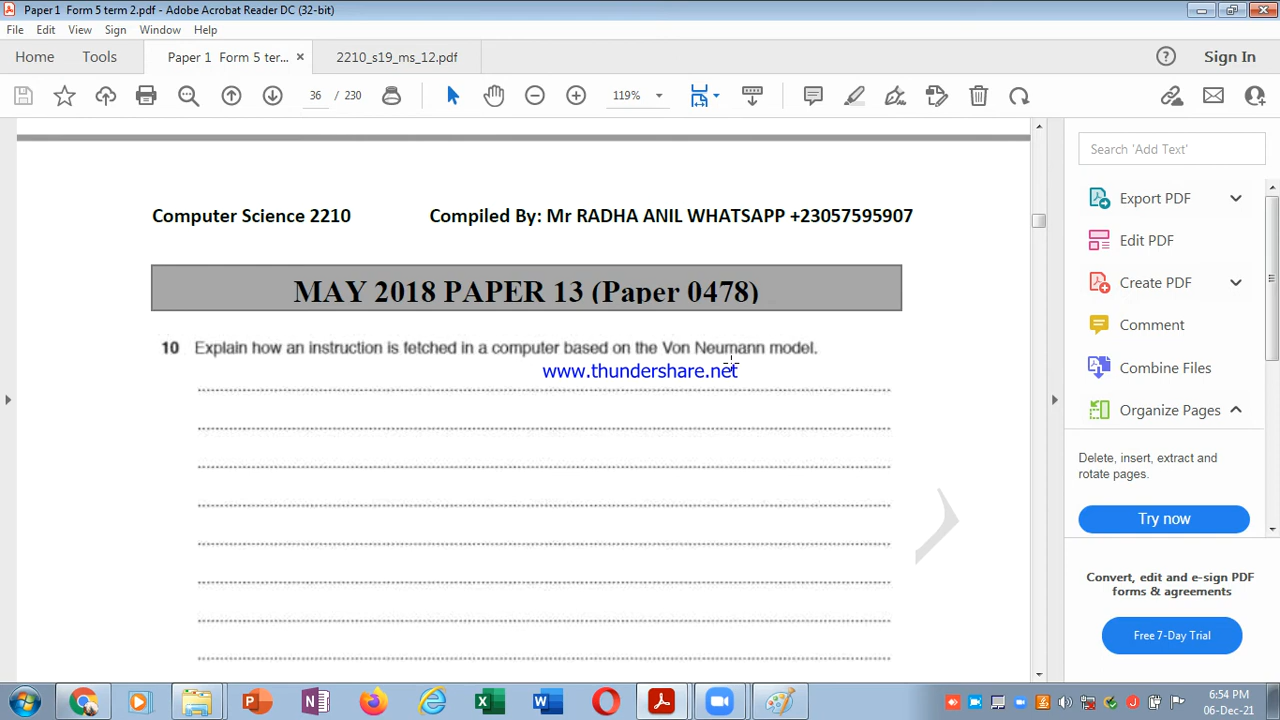 Paper 1 Form 5 term 2.pdf - Adobe Acrobat Reader DC (32-bit)
File Edit View Sign Window Help
Home Tools Paper 1 Form 5 ter... × 2210_s19_ms_12.pdf Sign In
36 / 230 119%
Search 'Add Text'
Export PDF
Edit PDF
Create PDF
Comment
Combine Files
Organize Pages
Delete, insert, extract and
rotate pages.
Try now
Convert, edit and e-sign PDF
forms & agreements
Free 7-Day Trial
Computer Science 2210 Compiled By: Mr RADHA ANIL WHATSAPP +23057595907
MAY 2018 PAPER 13 (Paper 0478)
10 Explain how an instruction is fetched in a computer based on the Von Neumann model.
www.thundershare.net
6:54 PM
06-Dec-21